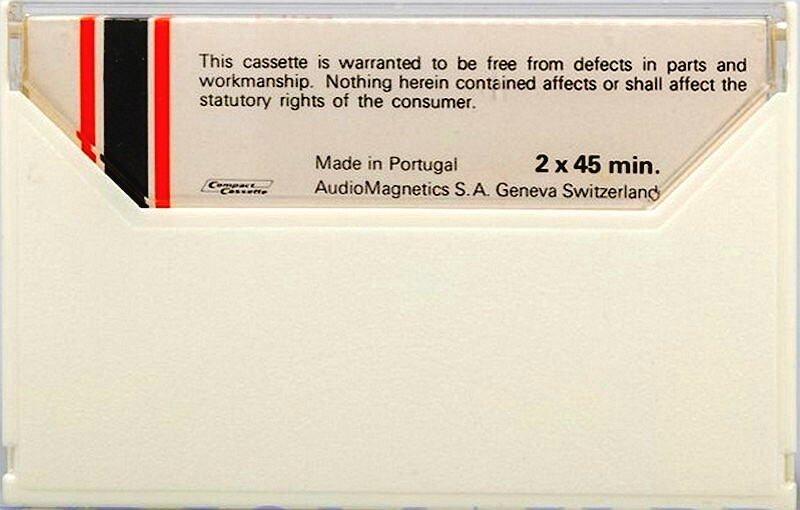 This cassette is warranted to be free from defects in parts and
workmanship. Nothing herein contained affects or shall affect the
statutory rights of the consumer.
Made in Portugal 2 x 45 min.
Compact Cassette
AudioMagnetics S.A. Geneva Switzerland